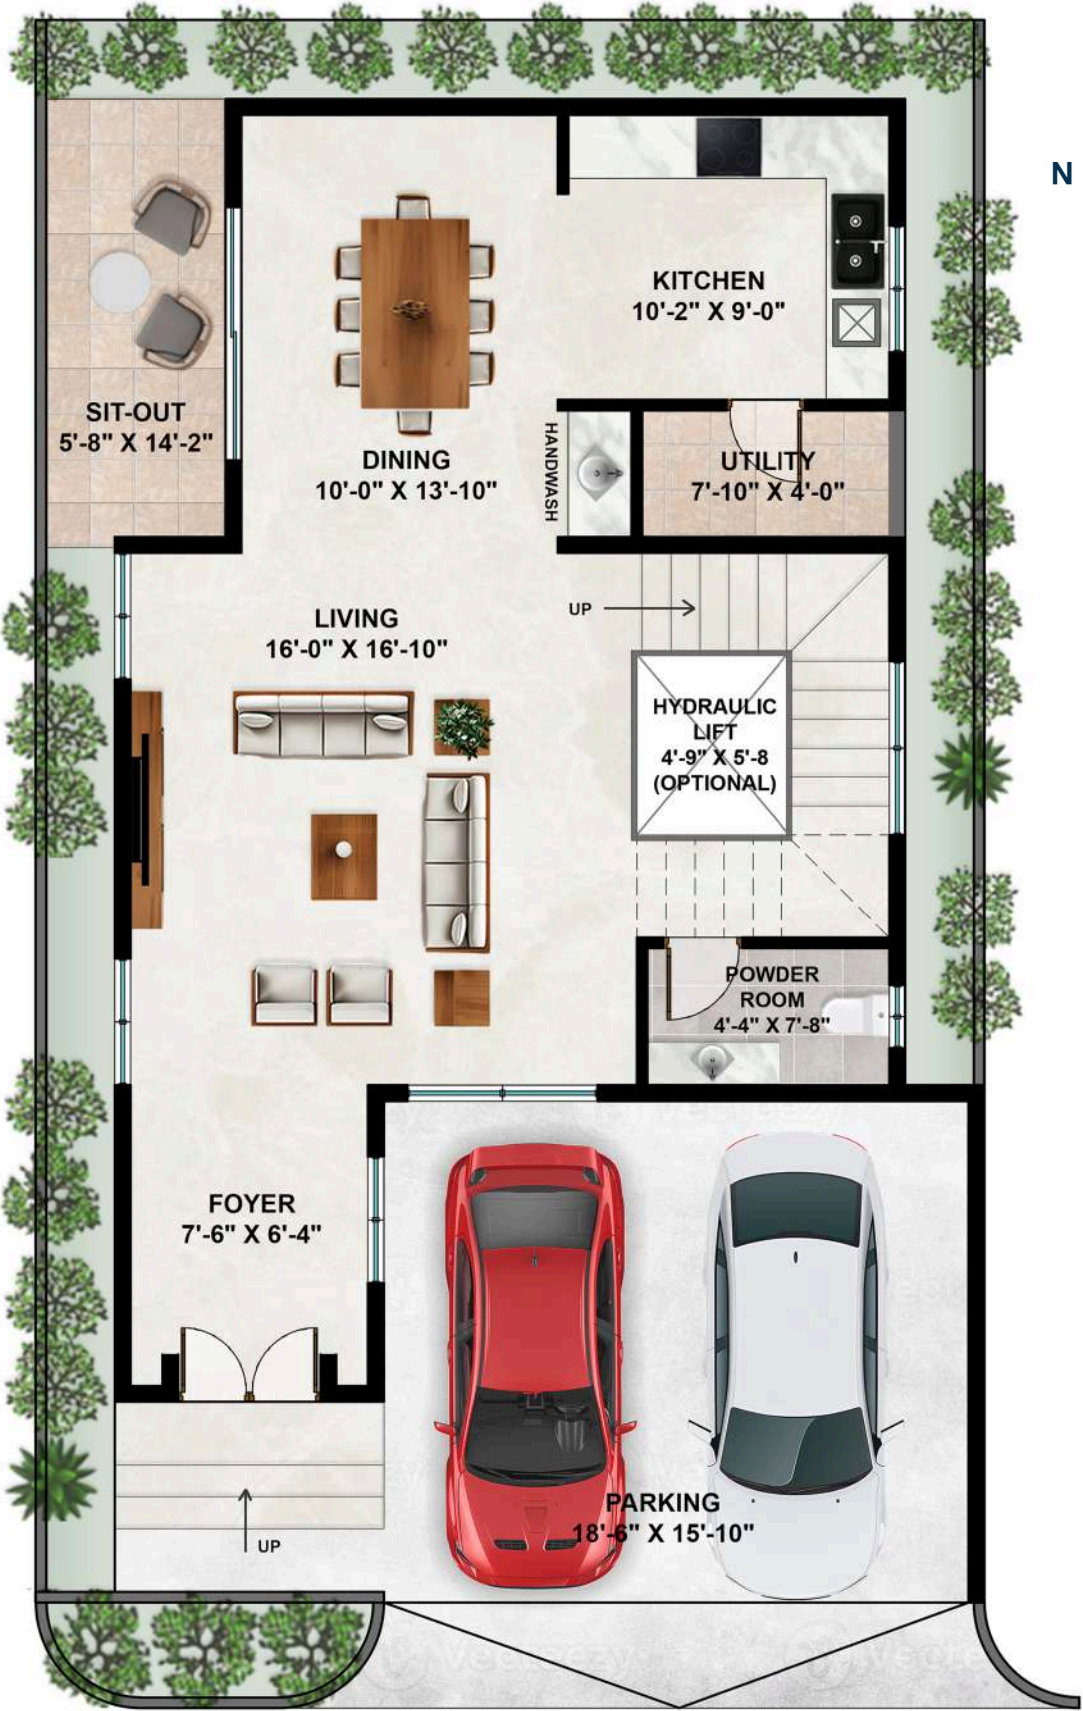 N
KITCHEN
10'-2" X 9'-0"
SIT-OUT
5'-8" X 14'-2"
DINING
10'-0" X 13'-10"
HANDWASH
UTILITY
7'-10" X 4'-0"
LIVING
16'-0" X 16'-10"
UP
HYDRAULIC
LIFT
4'-9" X 5'-8
(OPTIONAL)
POWDER
ROOM
4'-4" X 7'-8"
FOYER
7'-6" X 6'-4"
PARKING
18'-6" X 15'-10"
UP